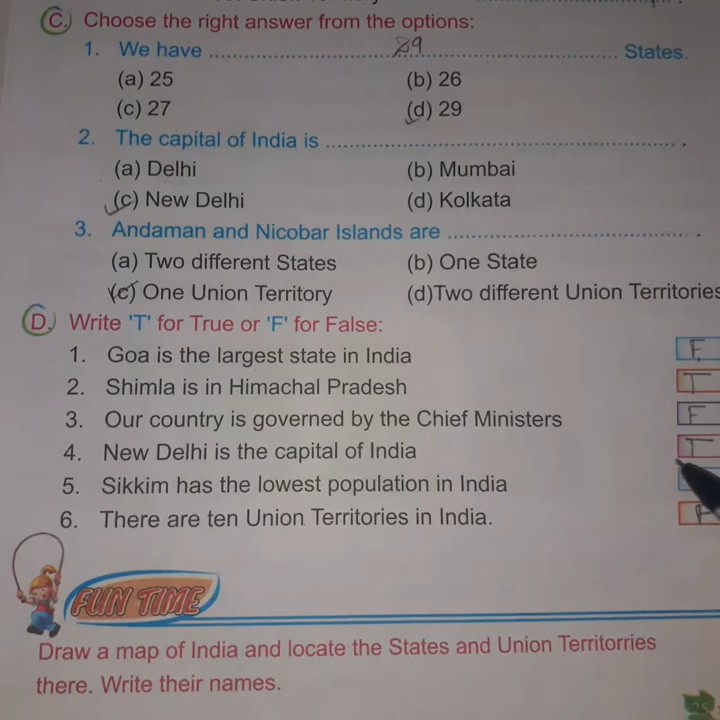 C. Choose the right answer from the options:
1. We have .......... 29 .......... States.
(a) 25 (b) 26
(c) 27 (d) 29
2. The capital of India is .......... .
(a) Delhi (b) Mumbai
(c) New Delhi (d) Kolkata
3. Andaman and Nicobar Islands are .......... .
(a) Two different States (b) One State
(c) One Union Territory (d)Two different Union Territories
D. Write 'T' for True or 'F' for False:
1. Goa is the largest state in India F
2. Shimla is in Himachal Pradesh T
3. Our country is governed by the Chief Ministers F
4. New Delhi is the capital of India T
5. Sikkim has the lowest population in India
6. There are ten Union Territories in India. F
FUN TIME
Draw a map of India and locate the States and Union Territorries
there. Write their names.